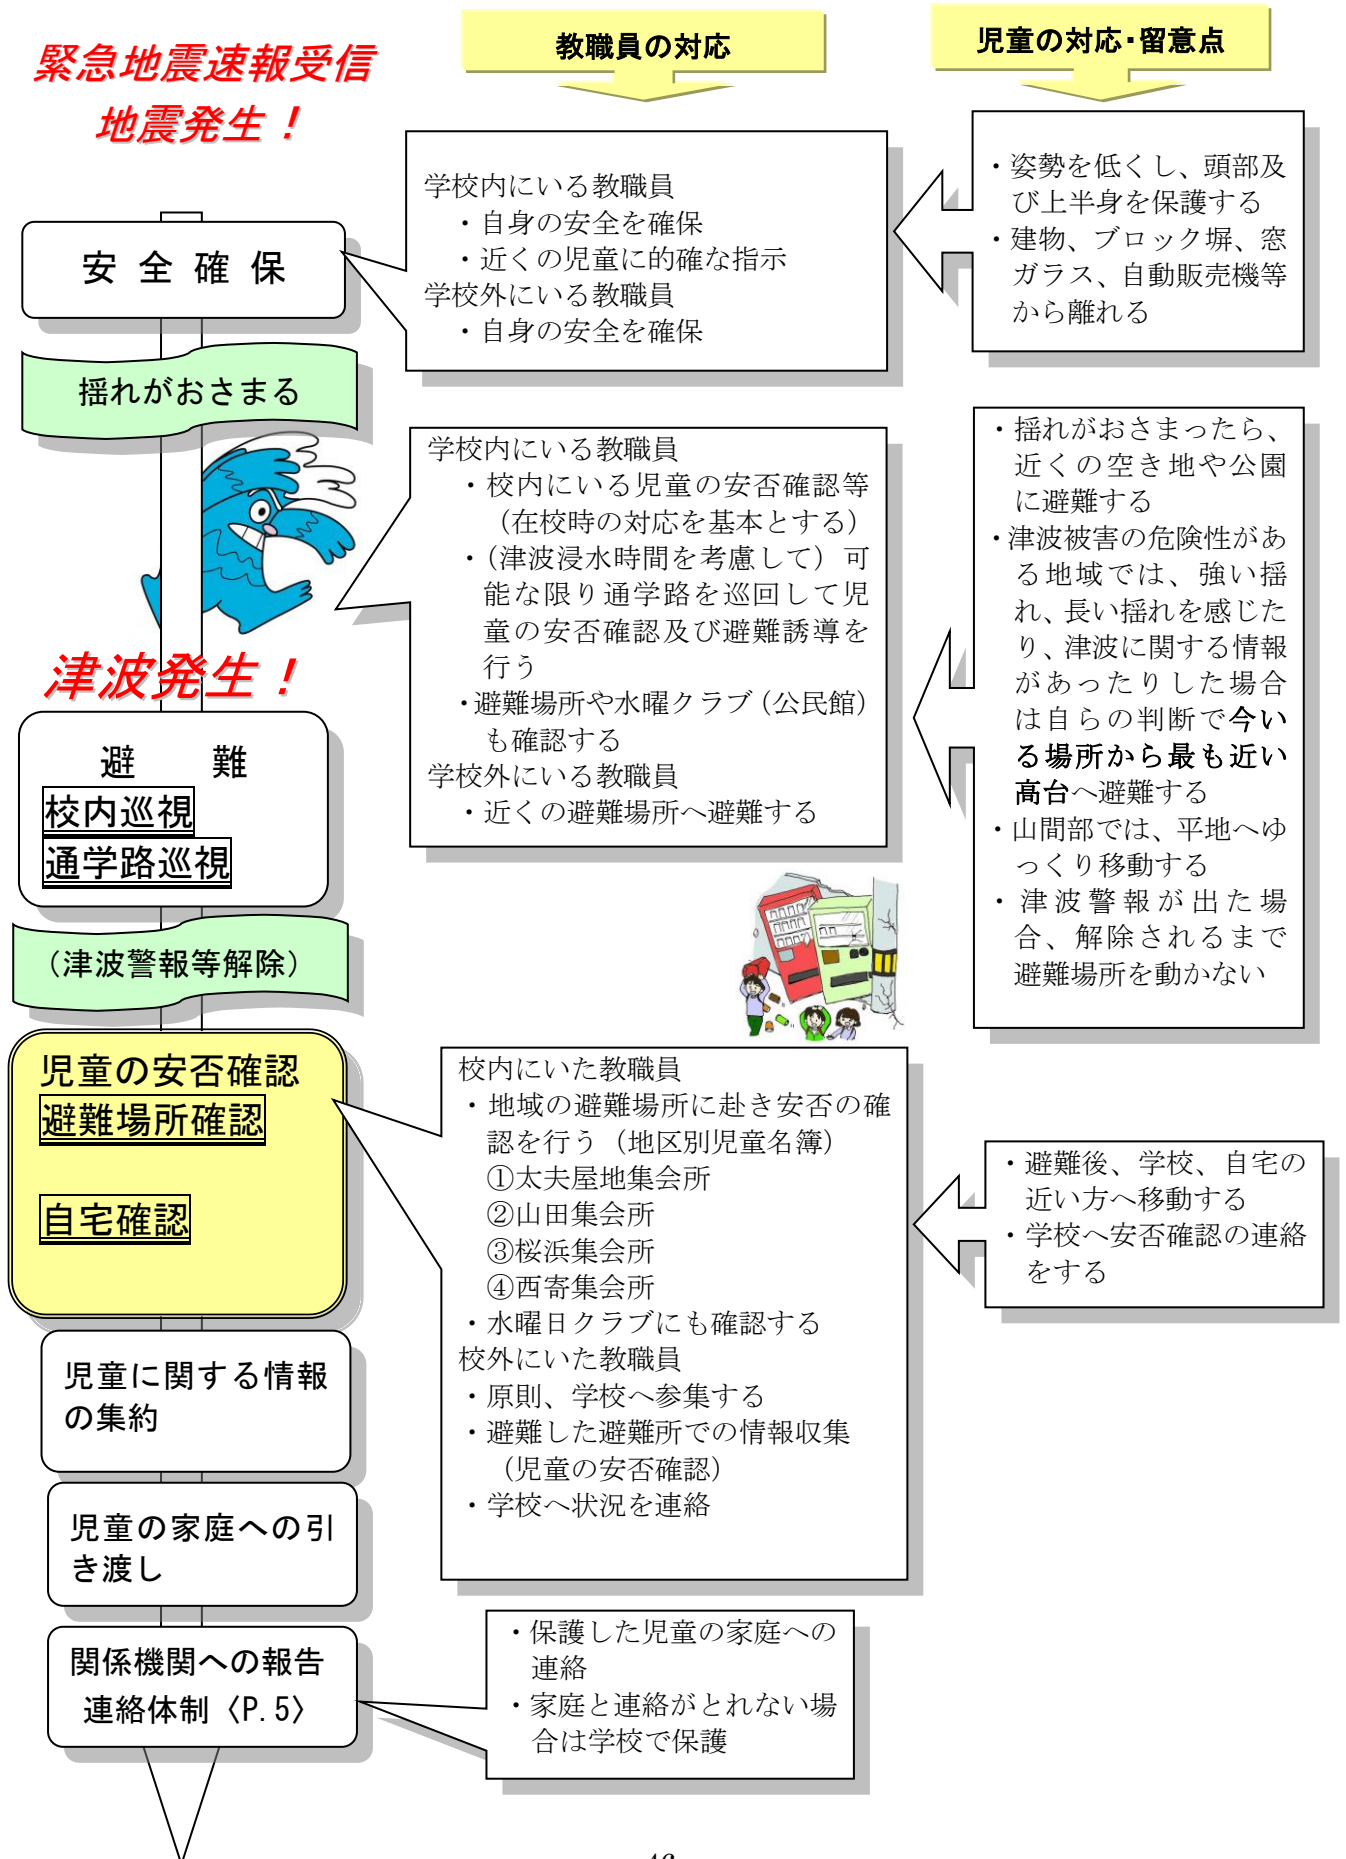 緊急地震速報受信
地震発生！
教職員の対応
児童の対応・留意点
安全確保
学校内にいる教職員
・自身の安全を確保
・近くの児童に的確な指示
学校外にいる教職員
・自身の安全を確保
・姿勢を低くし、頭部及
び上半身を保護する
・建物、ブロック塀、窓
ガラス、自動販売機等
から離れる
揺れがおさまる
学校内にいる教職員
・校内にいる児童の安否確認等
（在校時の対応を基本とする）
・（津波浸水時間を考慮して）可
能な限り通学路を巡回して児
童の安否確認及び避難誘導を
行う
・避難場所や水曜クラブ（公民館）
も確認する
学校外にいる教職員
・近くの避難場所へ避難する
・揺れがおさまったら、
近くの空き地や公園
に避難する
・津波被害の危険性があ
る地域では、強い揺
れ、長い揺れを感じた
り、津波に関する情報
があったりした場合
は自らの判断で今い
る場所から最も近い
高台へ避難する
・山間部では、平地へゆ
っくり移動する
・津波警報が出た場
合、解除されるまで
避難場所を動かない
津波発生！
避　難
校内巡視
通学路巡視
（津波警報等解除）
児童の安否確認
避難場所確認
自宅確認
校内にいた教職員
・地域の避難場所に赴き安否の確
認を行う（地区別児童名簿）
①太夫屋地集会所
②山田集会所
③桜浜集会所
④西寄集会所
・水曜日クラブにも確認する
校外にいた教職員
・原則、学校へ参集する
・避難した避難所での情報収集
（児童の安否確認）
・学校へ状況を連絡
・避難後、学校、自宅の
近い方へ移動する
・学校へ安否確認の連絡
をする
児童に関する情報
の集約
児童の家庭への引
き渡し
関係機関への報告
連絡体制〈P.5〉
・保護した児童の家庭への
連絡
・家庭と連絡がとれない場
合は学校で保護